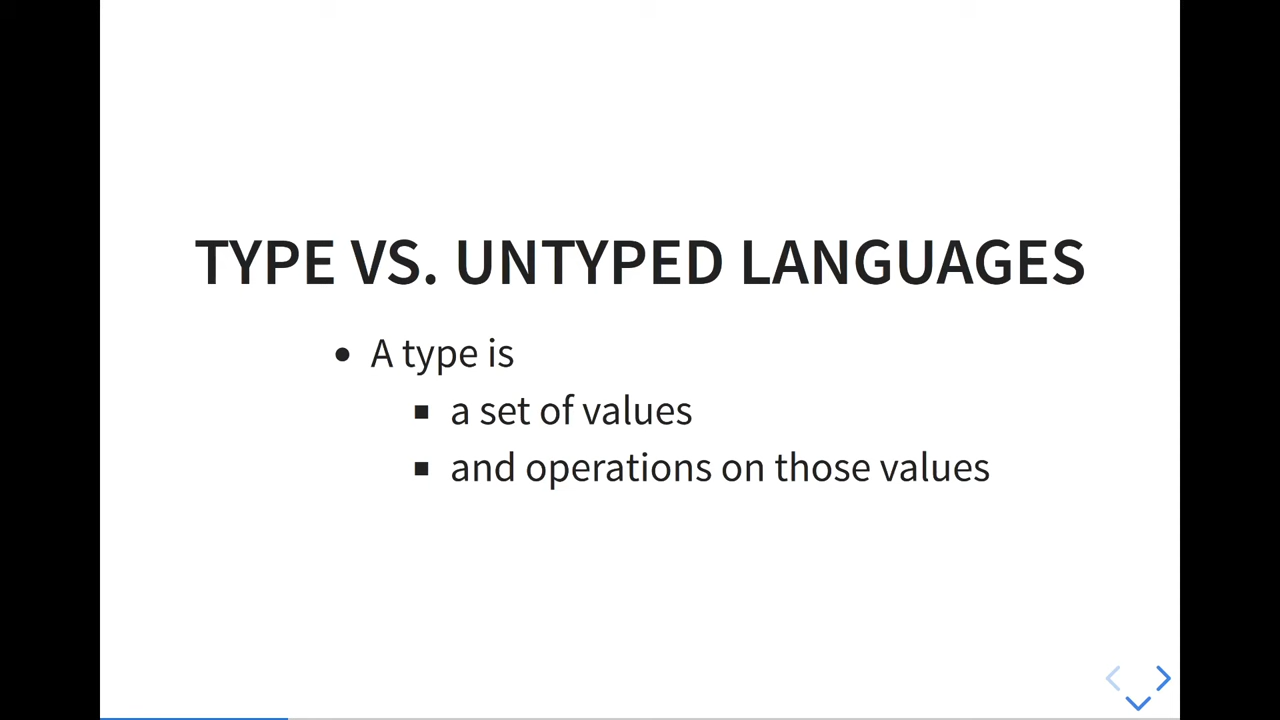 TYPE VS. UNTYPED LANGUAGES
• A type is
▪ a set of values
▪ and operations on those values